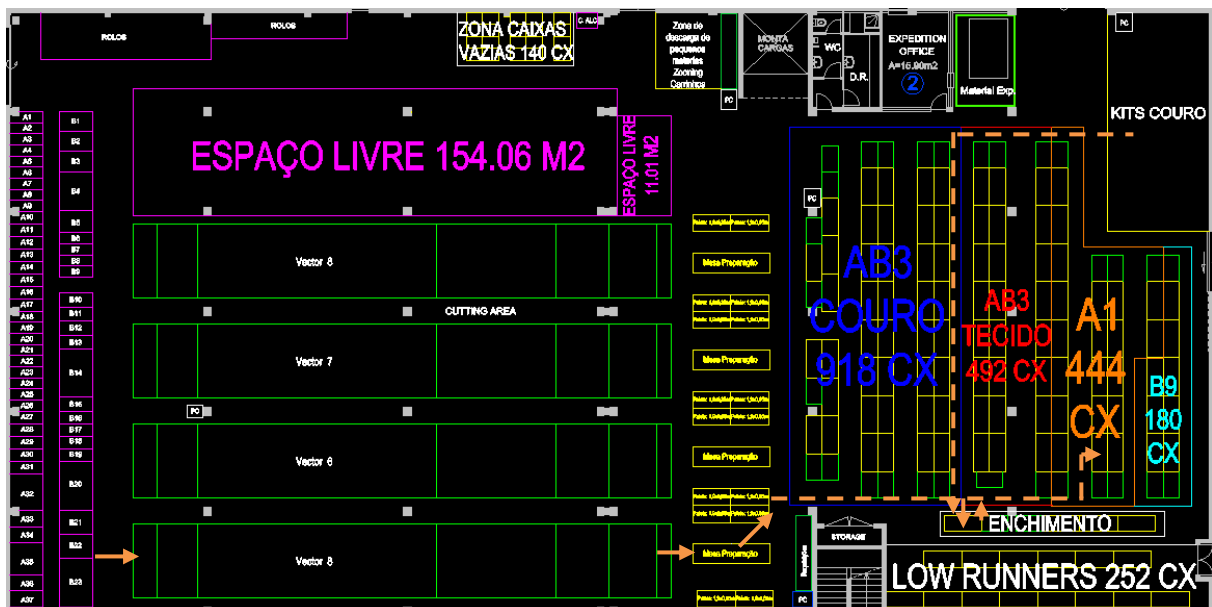 ROLOS
ROLOS
ZONA CAIXAS
VAZIAS 140 CX
C. ALC
Zona de
descarga de
pequenos
materias
Zooning
Carrinhos
PC
MONTA
CARGAS
WC
D.R.
EXPEDITION
OFFICE
A=15.90m2
2
Material Exp.
PC
KITS COURO
ESPAÇO LIVRE 154.06 M2
ESPAÇO LIVRE
11.01 M2
A1
A2
A3
A4
A5
A6
A7
A8
A9
A10
A11
A12
A13
A14
A15
A16
A17
A18
A19
A20
A21
A22
A23
A24
A25
A26
A27
A28
A29
A30
A31
A32
A33
A34
A35
A36
A37
B1
B2
B3
B4
B5
B6
B7
B8
B9
B10
B11
B12
B13
B14
B15
B16
B17
B18
B19
B20
B21
B22
B23
Vector 8
CUTTING AREA
Vector 7
PC
Vector 6
Vector 8
Mesa Preparação
Mesa Preparação
Mesa Preparação
Mesa Preparação
PC
AB3
COURO
918 CX
AB3
TECIDO
492 CX
A1
444
CX
B9
180
CX
ENCHIMENTO
STORAGE
LOW RUNNERS 252 CX
PC